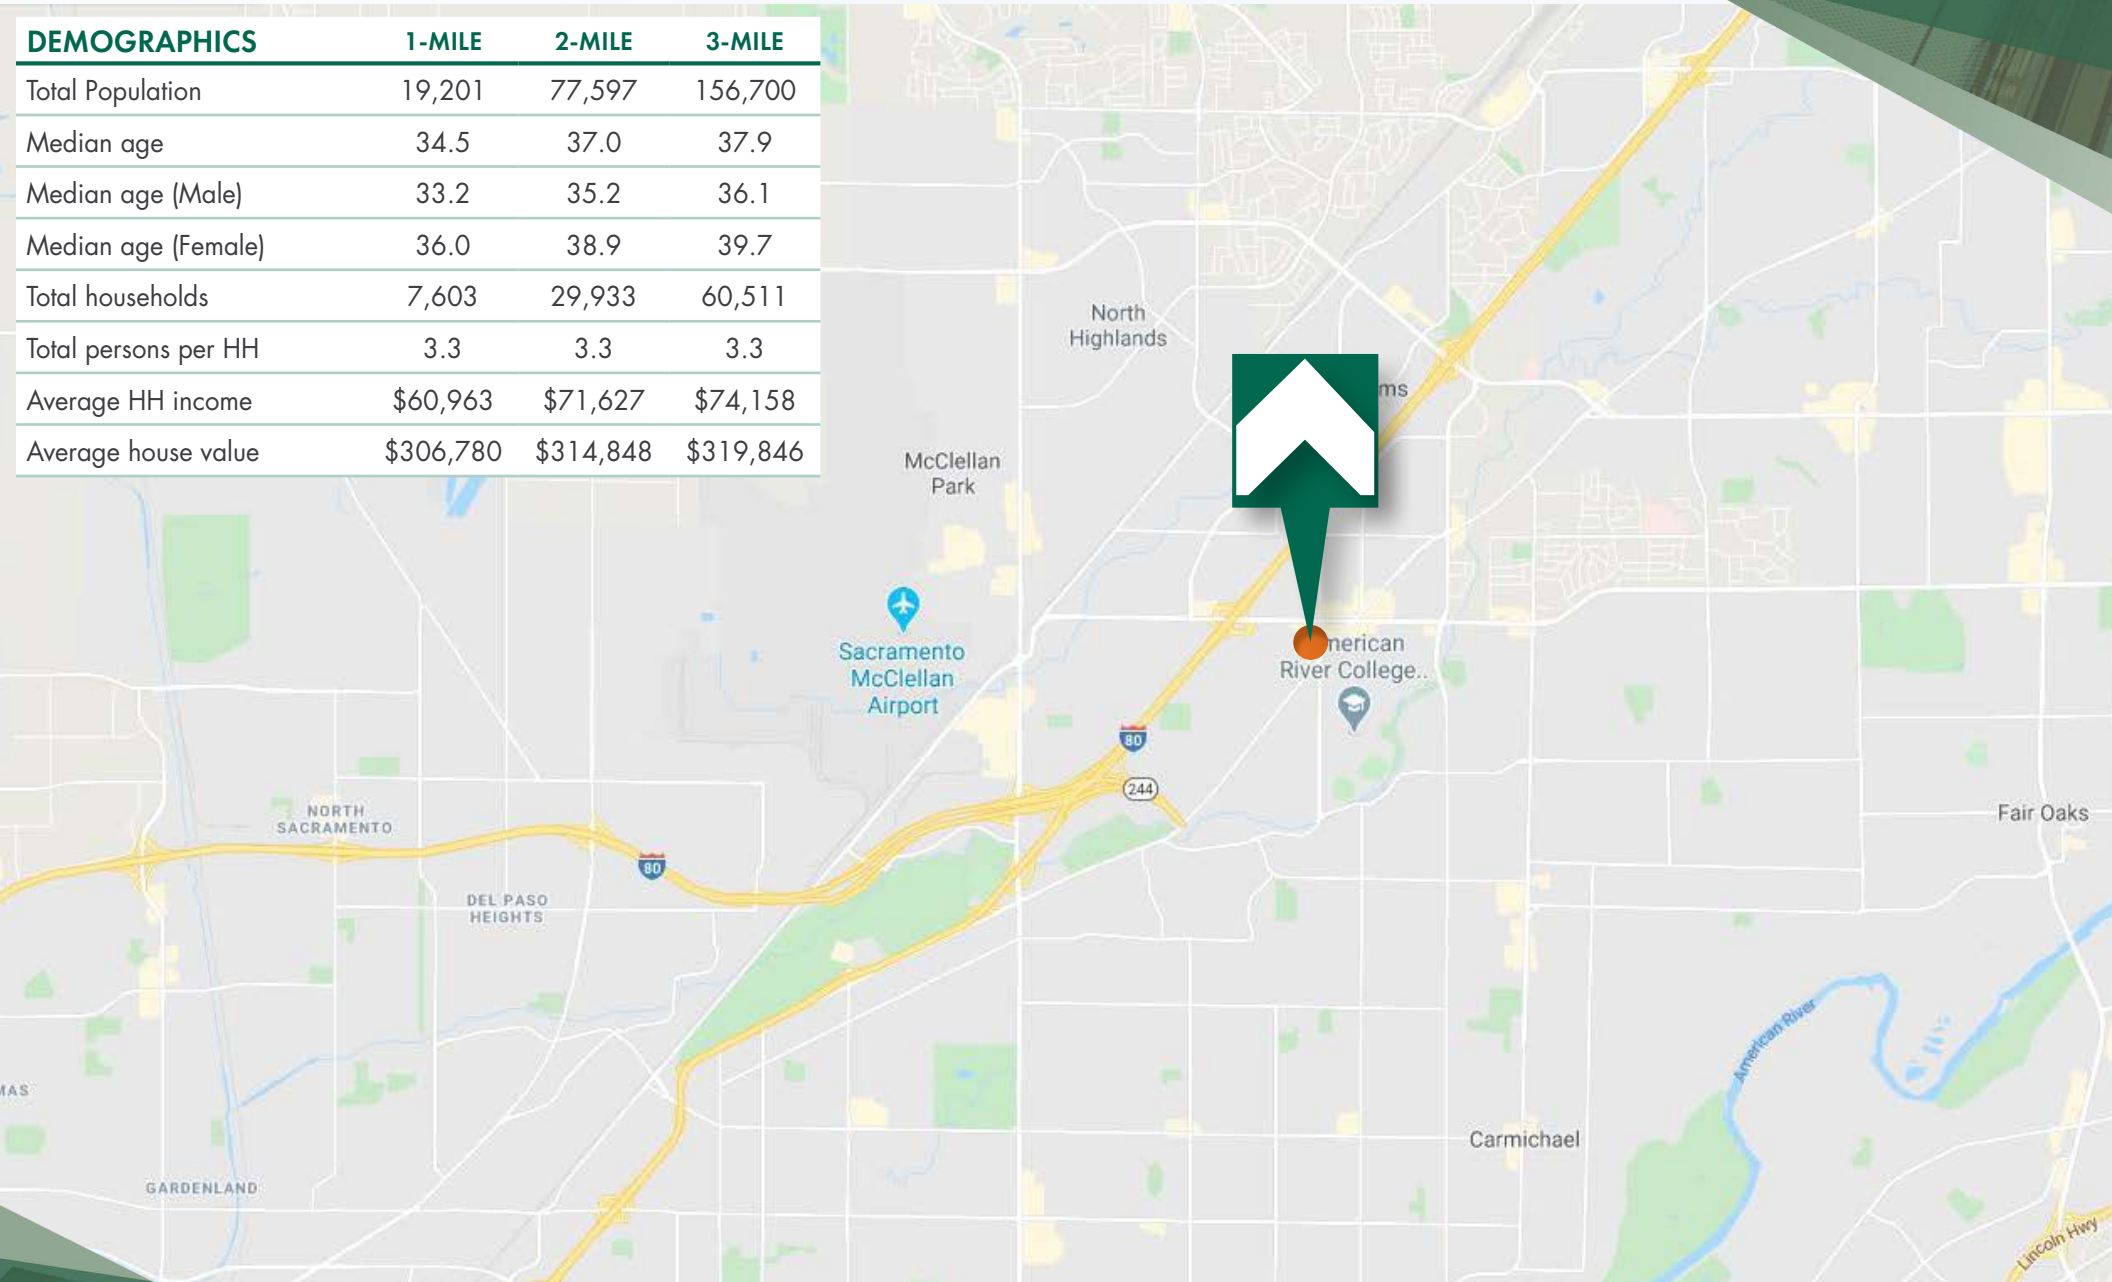 DEMOGRAPHICS 1-MILE 2-MILE 3-MILE
Total Population 19,201 77,597 156,700
Median age 34.5 37.0 37.9
Median age (Male) 33.2 35.2 36.1
Median age (Female) 36.0 38.9 39.7
Total households 7,603 29,933 60,511
Total persons per HH 3.3 3.3 3.3
Average HH income $60,963 $71,627 $74,158
Average house value $306,780 $314,848 $319,846
North
Highlands
ms
McClellan
Park
Sacramento
McClellan
Airport
merican
River College..
80
244
NORTH
SACRAMENTO
Fair Oaks
80
DEL PASO
HEIGHTS
American River
MAS
Carmichael
GARDENLAND
Lincoln Hwy